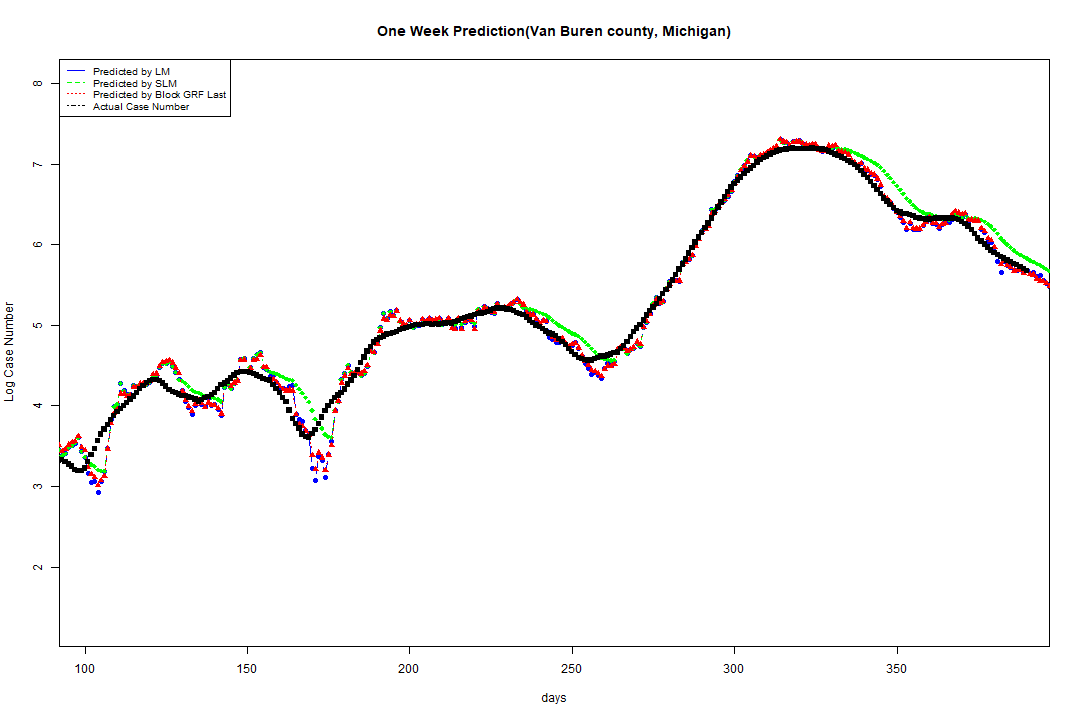 One Week Prediction(Van Buren county, Michigan)
Predicted by LM
Predicted by SLM
Predicted by Block GRF Last
Actual Case Number
8
7
6
5
4
3
2
Log Case Number
100 150 200 250 300 350
days